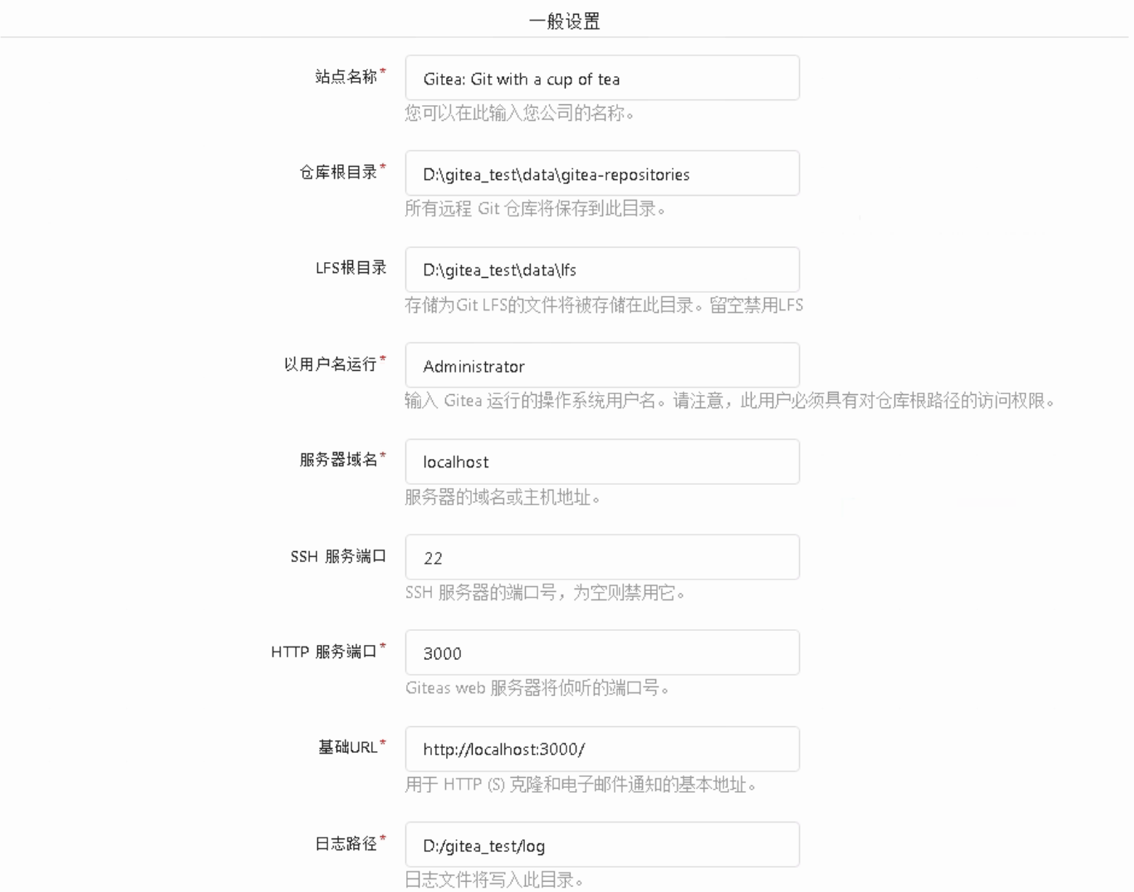 一般设置
站点名称*
Gitea: Git with a cup of tea
您可以在此输入您公司的名称。
仓库根目录*
D:\gitea_test\data\gitea-repositories
所有远程 Git 仓库将保存到此目录。
LFS根目录
D:\gitea_test\data\lfs
存储为Git LFS的文件将被存储在此目录。留空禁用LFS
以用户名运行*
Administrator
输入 Gitea 运行的操作系统用户名。请注意，此用户必须具有对仓库根路径的访问权限。
服务器域名*
localhost
服务器的域名或主机地址。
SSH 服务端口
22
SSH 服务器的端口号，为空则禁用它。
HTTP 服务端口*
3000
Giteas web 服务器将侦听的端口号。
基础URL*
http://localhost:3000/
用于 HTTP (S) 克隆和电子邮件通知的基本地址。
日志路径*
D:/gitea_test/log
日志文件将写入此目录。